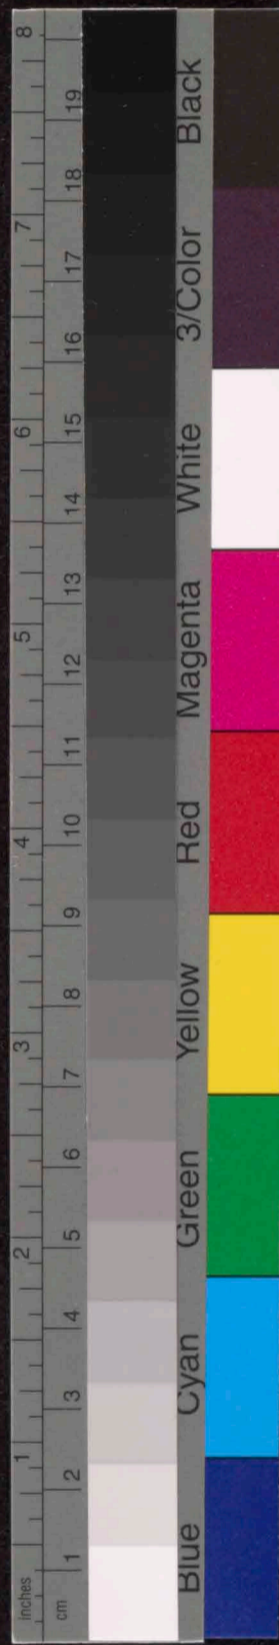 inches 1 2 3 4 5 6 7 8
cm 1 2 3 4 5 6 7 8 9 10 11 12 13 14 15 16 17 18 19
Blue Cyan Green Yellow Red Magenta White 3/Color Black